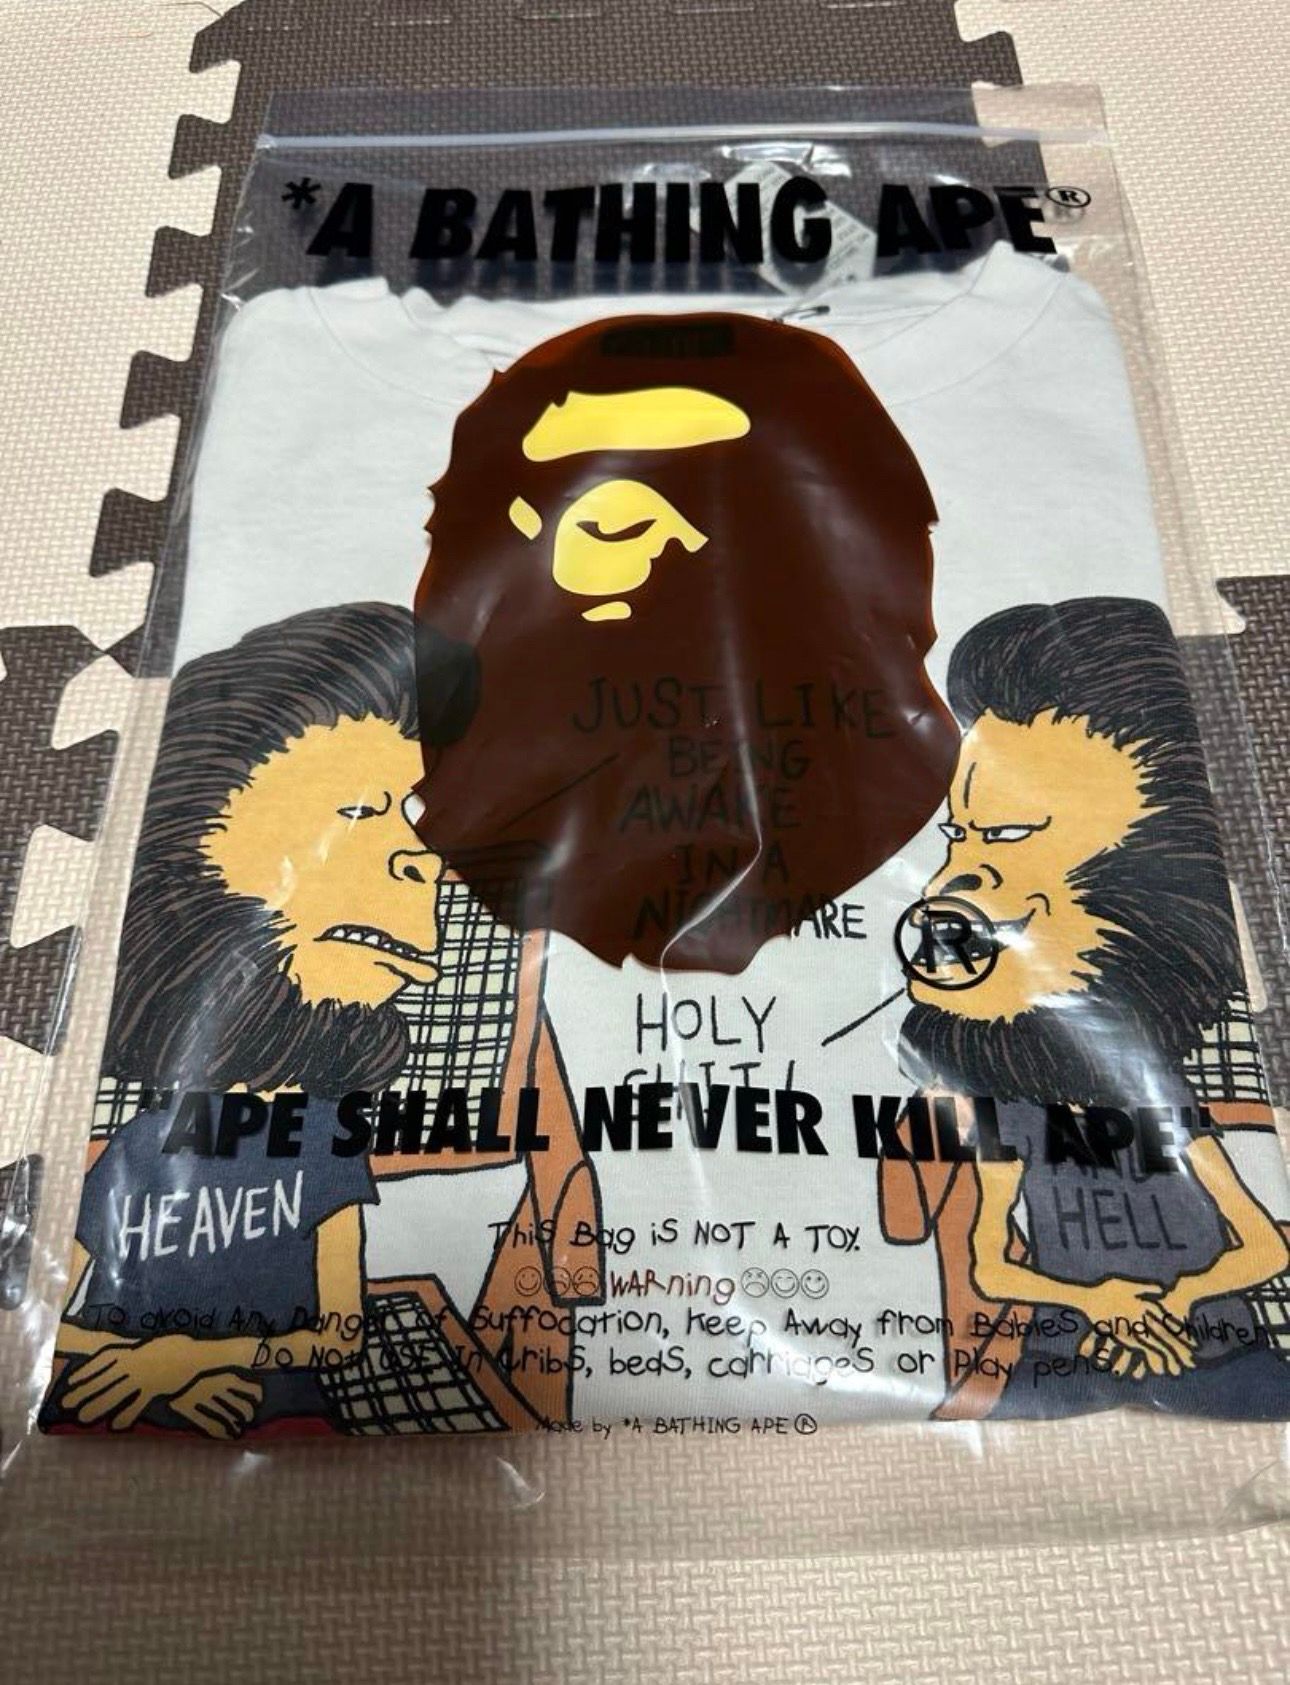 *A BATHING APE®
JUST LIKE
BEING
AWAKE
IN A
NIGHTMARE
®
HOLY
SHIT!
"APE SHALL NEVER KILL APE"
HEAVEN
AND
HELL
This Bag iS NOT A TOY.
WARning
To avoid Any Danger of Suffocation, Keep Away from Babies and Children.
Do Not USE In Cribs, beds, carriages or Play pens.
Made by *A BATHING APE®